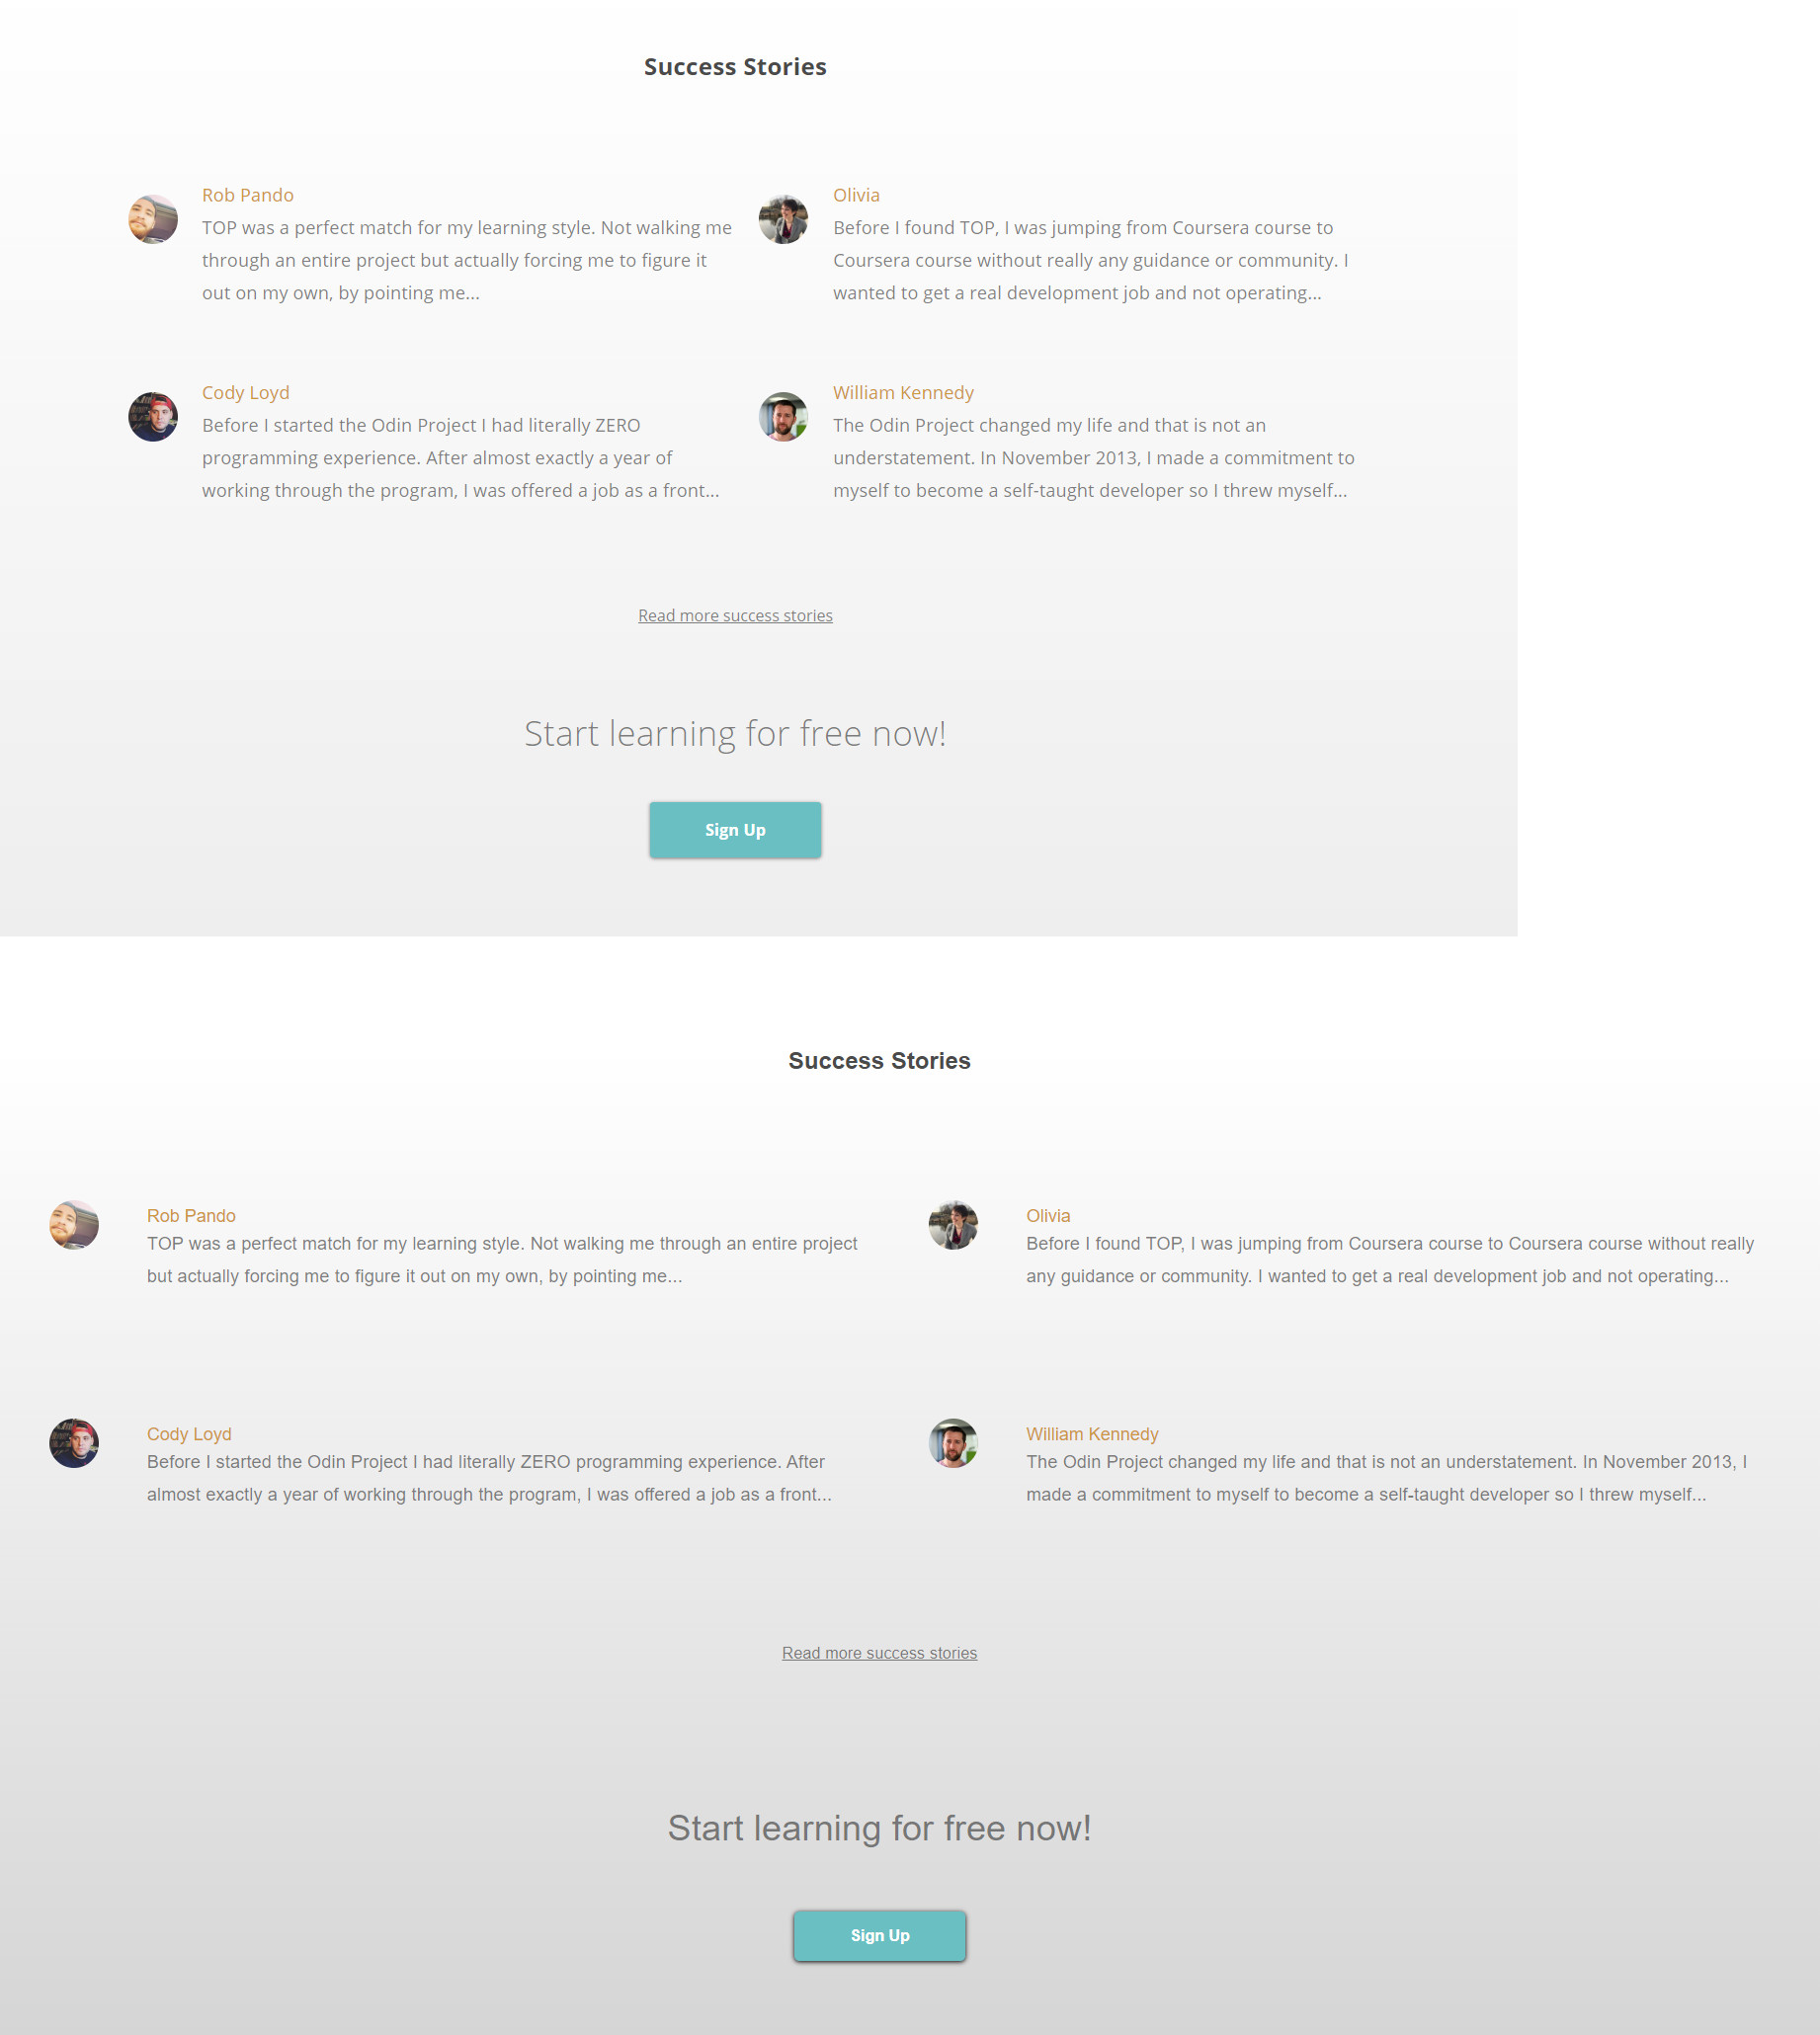 Success Stories
Rob Pando
TOP was a perfect match for my learning style. Not walking me
through an entire project but actually forcing me to figure it
out on my own, by pointing me...
Olivia
Before I found TOP, I was jumping from Coursera course to
Coursera course without really any guidance or community. I
wanted to get a real development job and not operating...
Cody Loyd
Before I started the Odin Project I had literally ZERO
programming experience. After almost exactly a year of
working through the program, I was offered a job as a front...
William Kennedy
The Odin Project changed my life and that is not an
understatement. In November 2013, I made a commitment to
myself to become a self-taught developer so I threw myself...
Read more success stories
Start learning for free now!
Sign Up
Success Stories
Rob Pando
TOP was a perfect match for my learning style. Not walking me through an entire project
but actually forcing me to figure it out on my own, by pointing me...
Olivia
Before I found TOP, I was jumping from Coursera course to Coursera course without really
any guidance or community. I wanted to get a real development job and not operating...
Cody Loyd
Before I started the Odin Project I had literally ZERO programming experience. After
almost exactly a year of working through the program, I was offered a job as a front...
William Kennedy
The Odin Project changed my life and that is not an understatement. In November 2013, I
made a commitment to myself to become a self-taught developer so I threw myself...
Read more success stories
Start learning for free now!
Sign Up